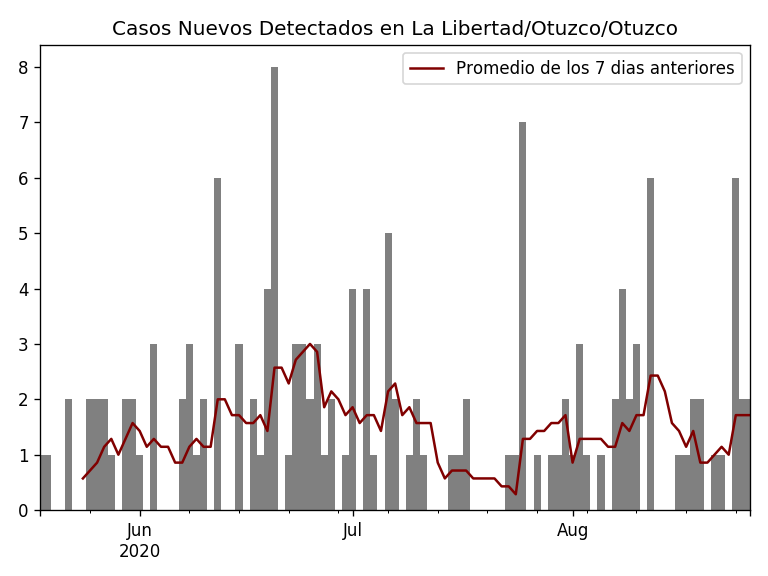 Casos Nuevos Detectados en La Libertad/Otuzco/Otuzco
Promedio de los 7 dias anteriores
8
7
6
5
4
3
2
1
0
Jun
2020
Jul
Aug